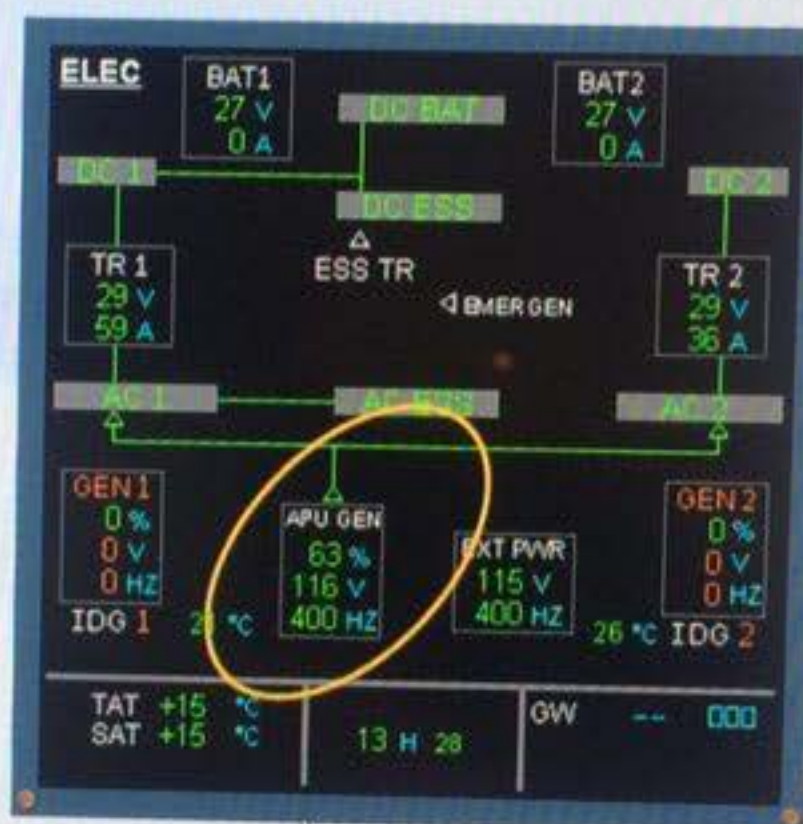 ELEC
BAT1
27 V
0 A
DC BAT
BAT2
27 V
0 A
DC 1
DC ESS
DC 2
ESS TR
EMER GEN
TR 1
29 V
59 A
TR 2
29 V
36 A
AC 1
AC ESS
AC 2
GEN 1
0 %
0 V
0 HZ
IDG 1
°C
APU GEN
63 %
116 V
400 HZ
EXT PWR
115 V
400 HZ
GEN 2
0 %
0 V
0 HZ
26 °C IDG 2
TAT +15 °C
SAT +15 °C
13 H 28
GW -- 000